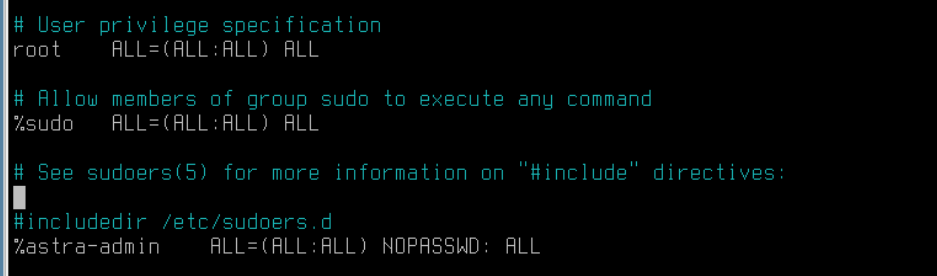 # User privilege specification
root    ALL=(ALL:ALL) ALL
# Allow members of group sudo to execute any command
%sudo   ALL=(ALL:ALL) ALL
# See sudoers(5) for more information on "#include" directives:
#includedir /etc/sudoers.d
%astra-admin    ALL=(ALL:ALL) NOPASSWD: ALL